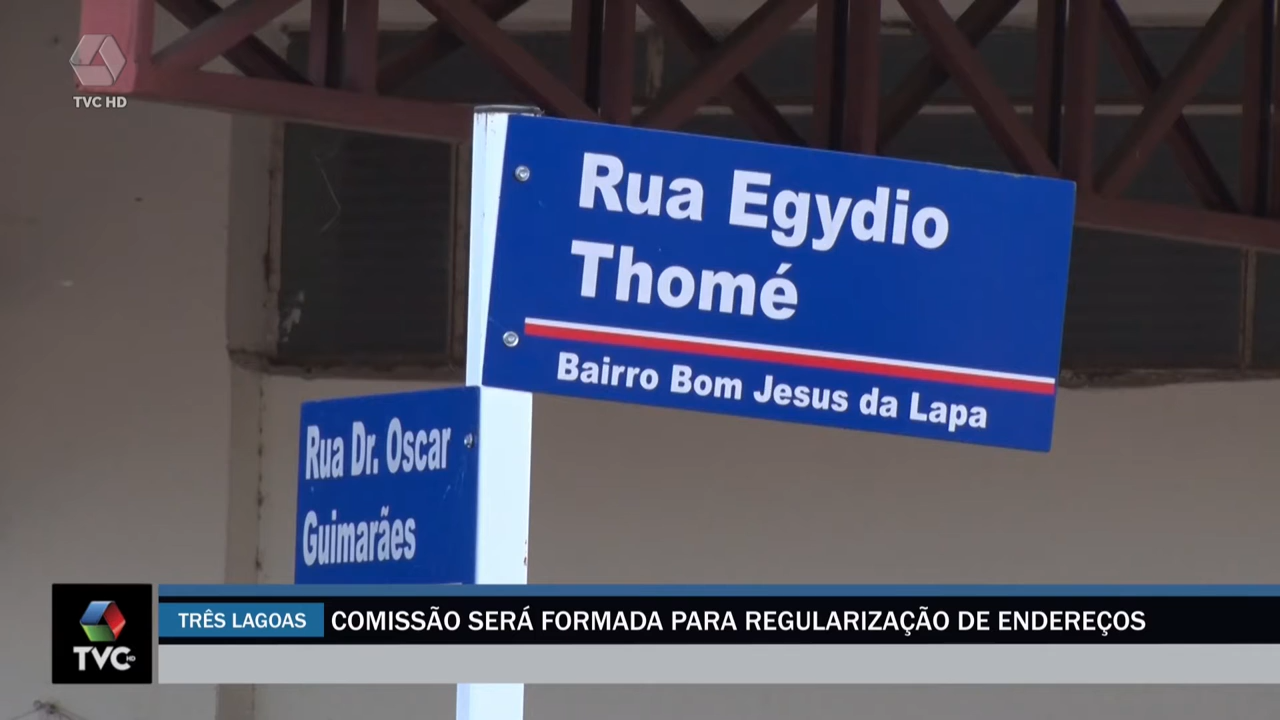 TVC HD
Rua Egydio
Thomé
Bairro Bom Jesus da Lapa
Rua Dr. Oscar
Guimarães
TRÊS LAGOAS
COMISSÃO SERÁ FORMADA PARA REGULARIZAÇÃO DE ENDEREÇOS
TVC HD